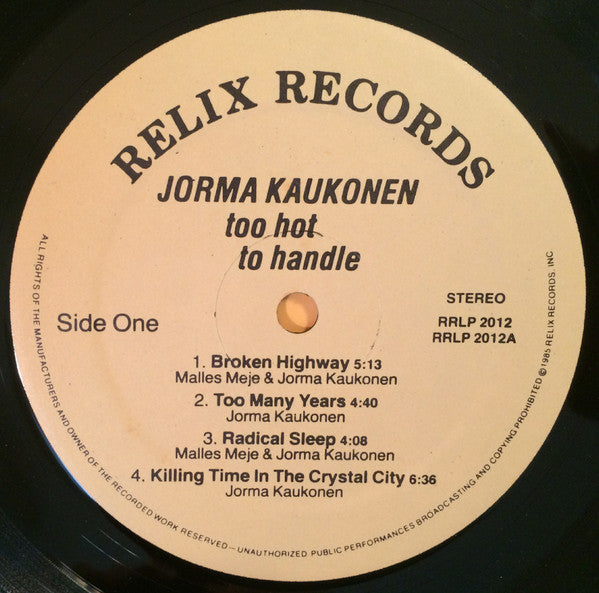 RELIX RECORDS
JORMA KAUKONEN
too hot
to handle
Side One
STEREO
RRLP 2012
RRLP 2012A
1. Broken Highway 5:13
Malles Meje & Jorma Kaukonen
2. Too Many Years 4:40
Jorma Kaukonen
3. Radical Sleep 4:08
Malles Meje & Jorma Kaukonen
4. Killing Time In The Crystal City 6:36
Jorma Kaukonen
ALL RIGHTS OF THE MANUFACTURERS AND OWNER OF THE RECORDED WORK RESERVED—UNAUTHORIZED PUBLIC PERFORMANCES BROADCASTING AND COPYING PROHIBITED © 1985 RELIX RECORDS, INC